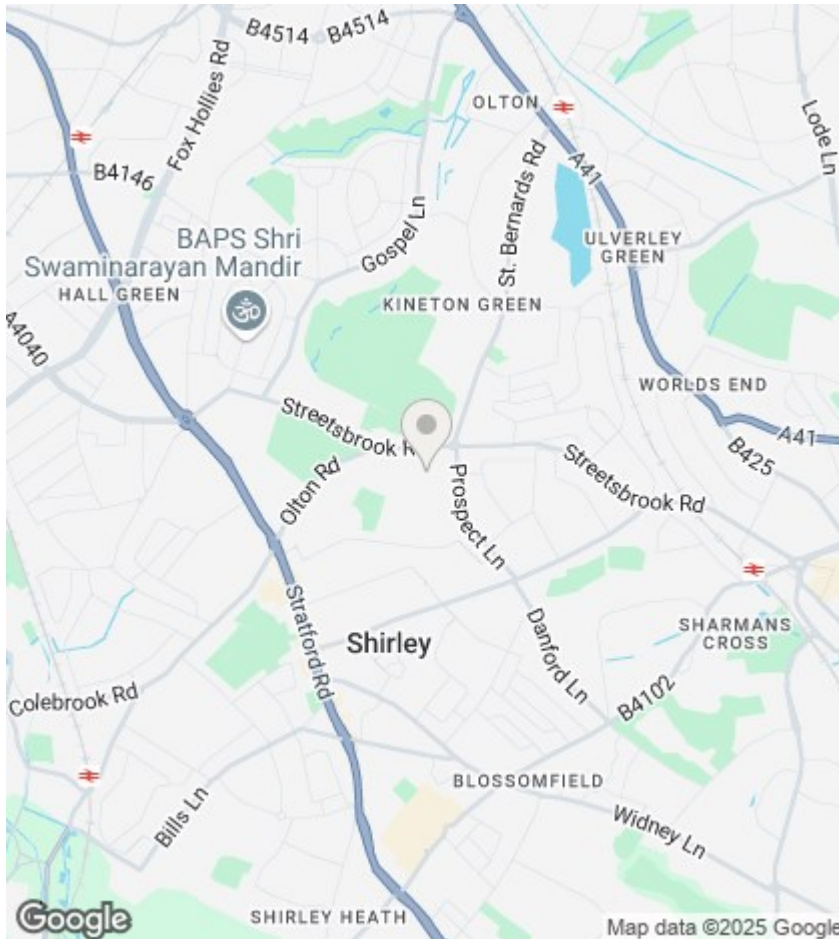 B4514
B4514
Fox Hollies Rd
B4146
OLTON
Lode Ln
A41
St. Bernards Rd
Gospel Ln
BAPS Shri
Swaminarayan Mandir
HALL GREEN
ULVERLEY
GREEN
KINETON GREEN
A4040
WORLDS END
A41
B425
Streetsbrook Rd
Streetsbrook Rd
Olton Rd
Prospect Ln
Stratford Rd
Shirley
SHARMANS
CROSS
Danford Ln
B4102
Colebrook Rd
Bills Ln
BLOSSOMFIELD
Widney Ln
SHIRLEY HEATH
Google
Map data ©2025 Google